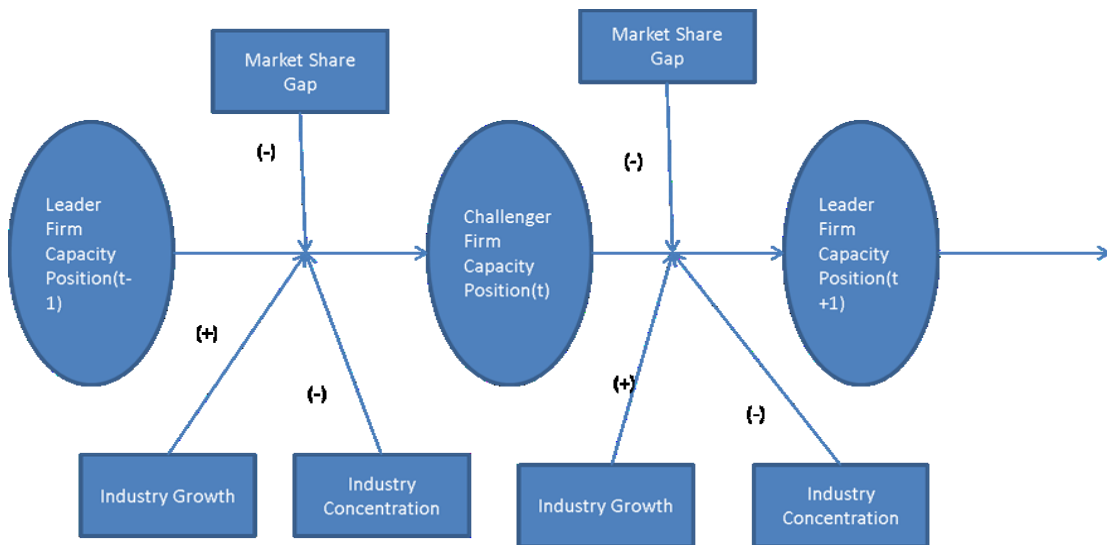 Market Share
Gap
Market Share
Gap
(-)
(-)
Leader
Firm
Capacity
Position(t-
1)
Challenger
Firm
Capacity
Position(t)
Leader
Firm
Capacity
Position(t
+1)
(+)
(-)
(+)
(-)
Industry Growth
Industry
Concentration
Industry Growth
Industry
Concentration